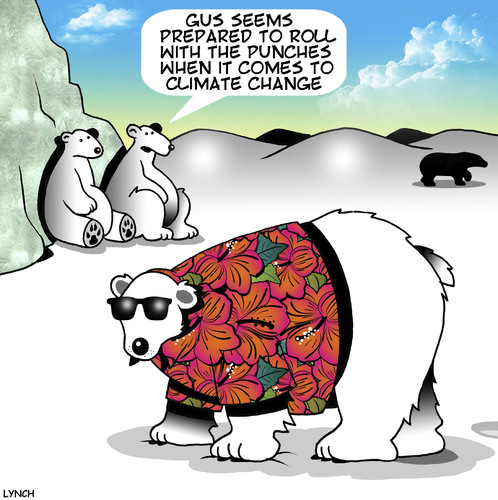 GUS SEEMS
PREPARED TO ROLL
WITH THE PUNCHES
WHEN IT COMES TO
CLIMATE CHANGE
LYNCH